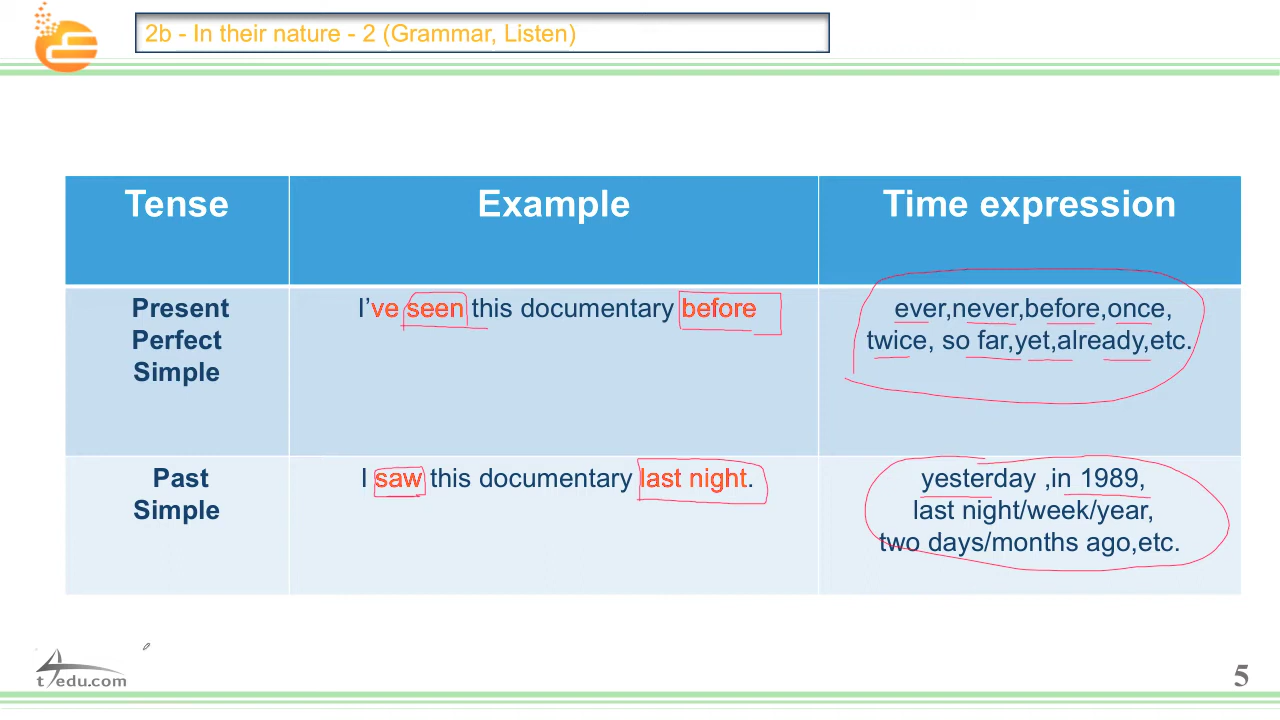 2b - In their nature - 2 (Grammar, Listen)
Tense
Example
Time expression
Present
Perfect
Simple
I've seen this documentary before
ever,never,before,once,
twice, so far,yet,already,etc.
Past
Simple
I saw this documentary last night.
yesterday ,in 1989,
last night/week/year,
two days/months ago,etc.
t4edu.com
5